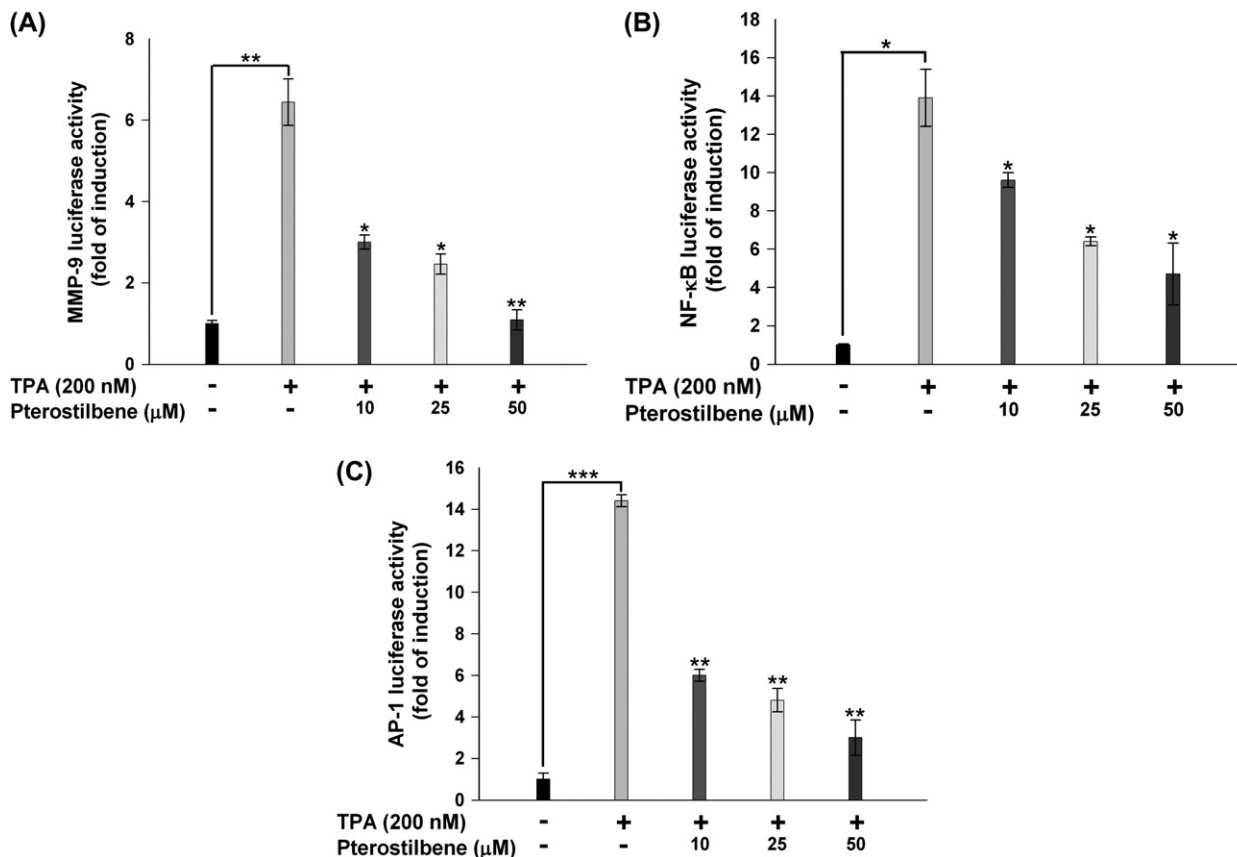 (A)
MMP-9 luciferase activity
(fold of induction)
8
6
4
2
0
**
*
*
**
TPA (200 nM) - + + + +
Pterostilbene (μM) - - 10 25 50
(B)
NF-κB luciferase activity
(fold of induction)
18
16
14
12
10
8
6
4
2
0
*
*
*
*
TPA (200 nM) - + + + +
Pterostilbene (μM) - - 10 25 50
(C)
AP-1 luciferase activity
(fold of induction)
16
14
12
10
8
6
4
2
0
***
**
**
**
TPA (200 nM) - + + + +
Pterostilbene (μM) - - 10 25 50